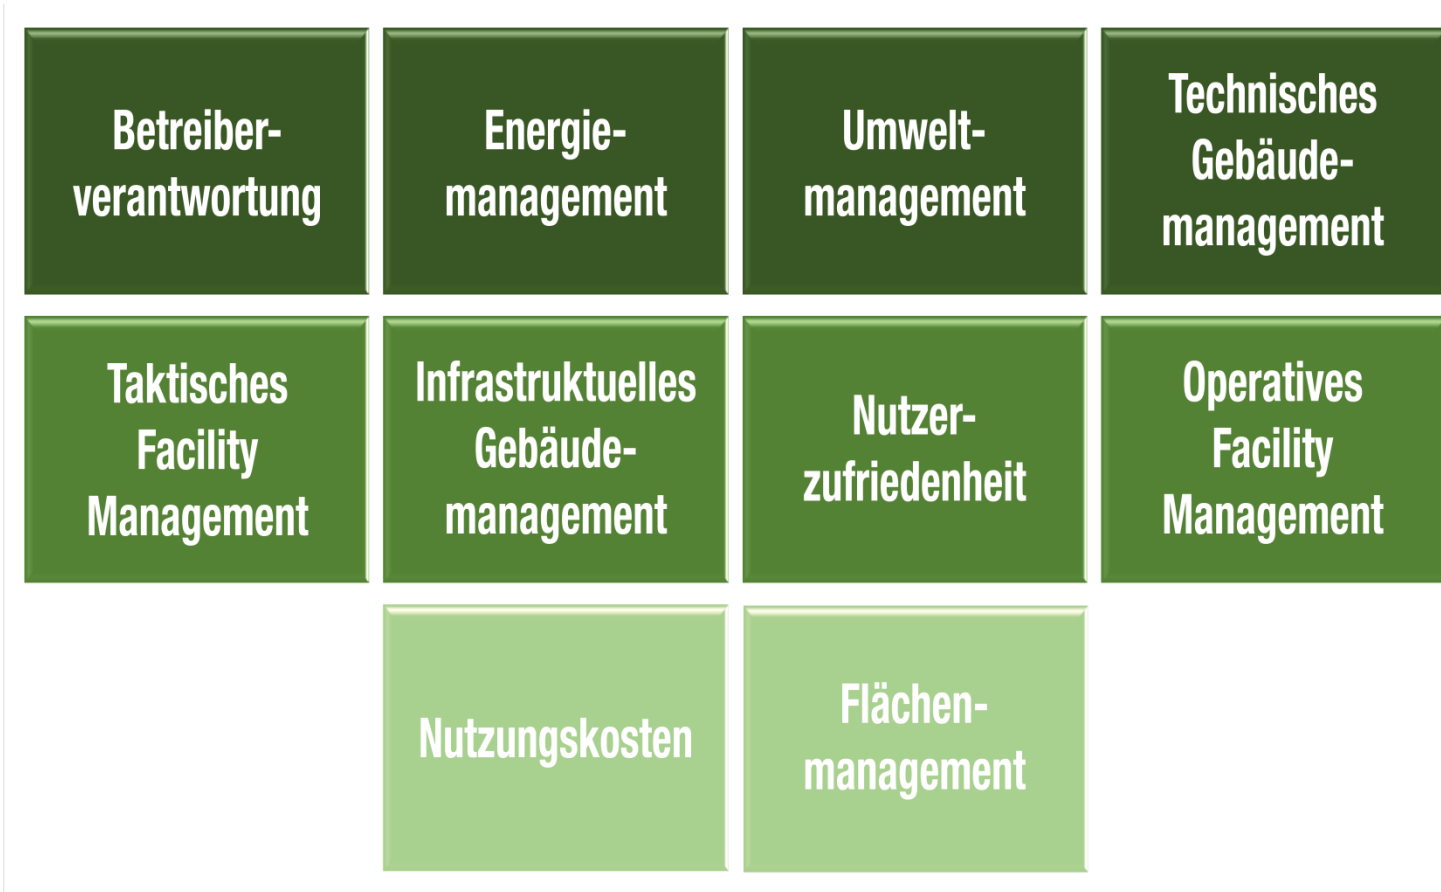 Betreiber-
verantwortung
Energie-
management
Umwelt-
management
Technisches
Gebäude-
management
Taktisches
Facility
Management
Infrastruktuelles
Gebäude-
management
Nutzer-
zufriedenheit
Operatives
Facility
Management
Nutzungskosten
Flächen-
management